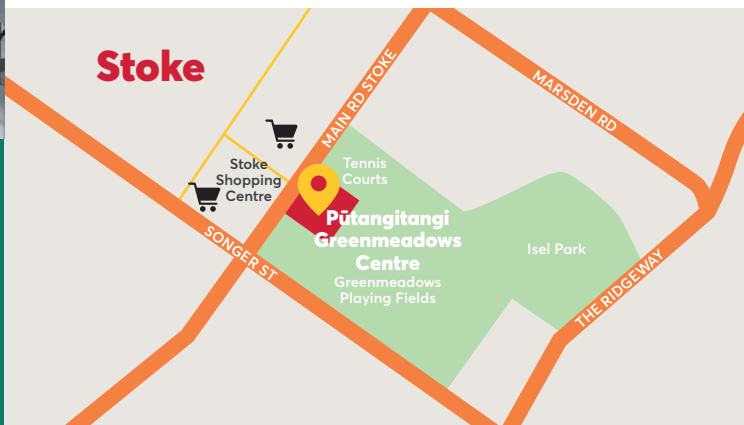 Stoke
MAIN RD STOKE
MARSDEN RD
Stoke
Shopping
Centre
Tennis
Courts
Pūtangitangi
Greenmeadows
Centre
Greenmeadows
Playing Fields
Isel Park
SONGER ST
THE RIDGEWAY